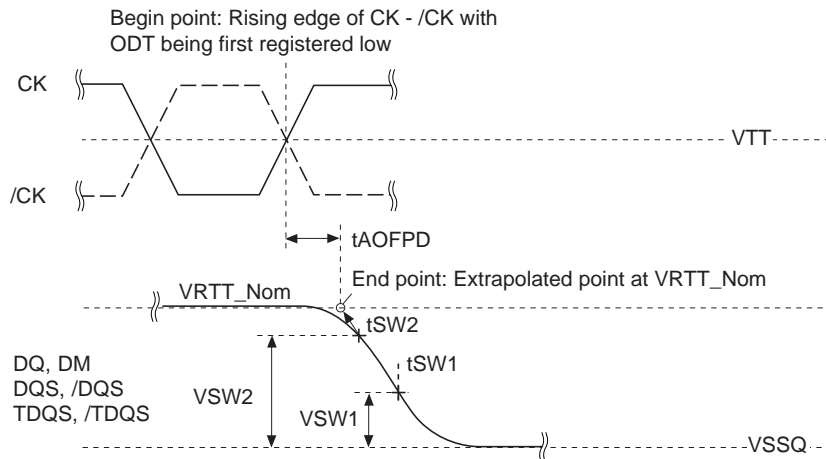 Begin point: Rising edge of CK - /CK with
ODT being first registered low
CK
VTT
/CK
tAOFPD
End point: Extrapolated point at VRTT_Nom
VRTT_Nom
tSW2
tSW1
DQ, DM
DQS, /DQS
TDQS, /TDQS
VSW2
VSW1
VSSQ